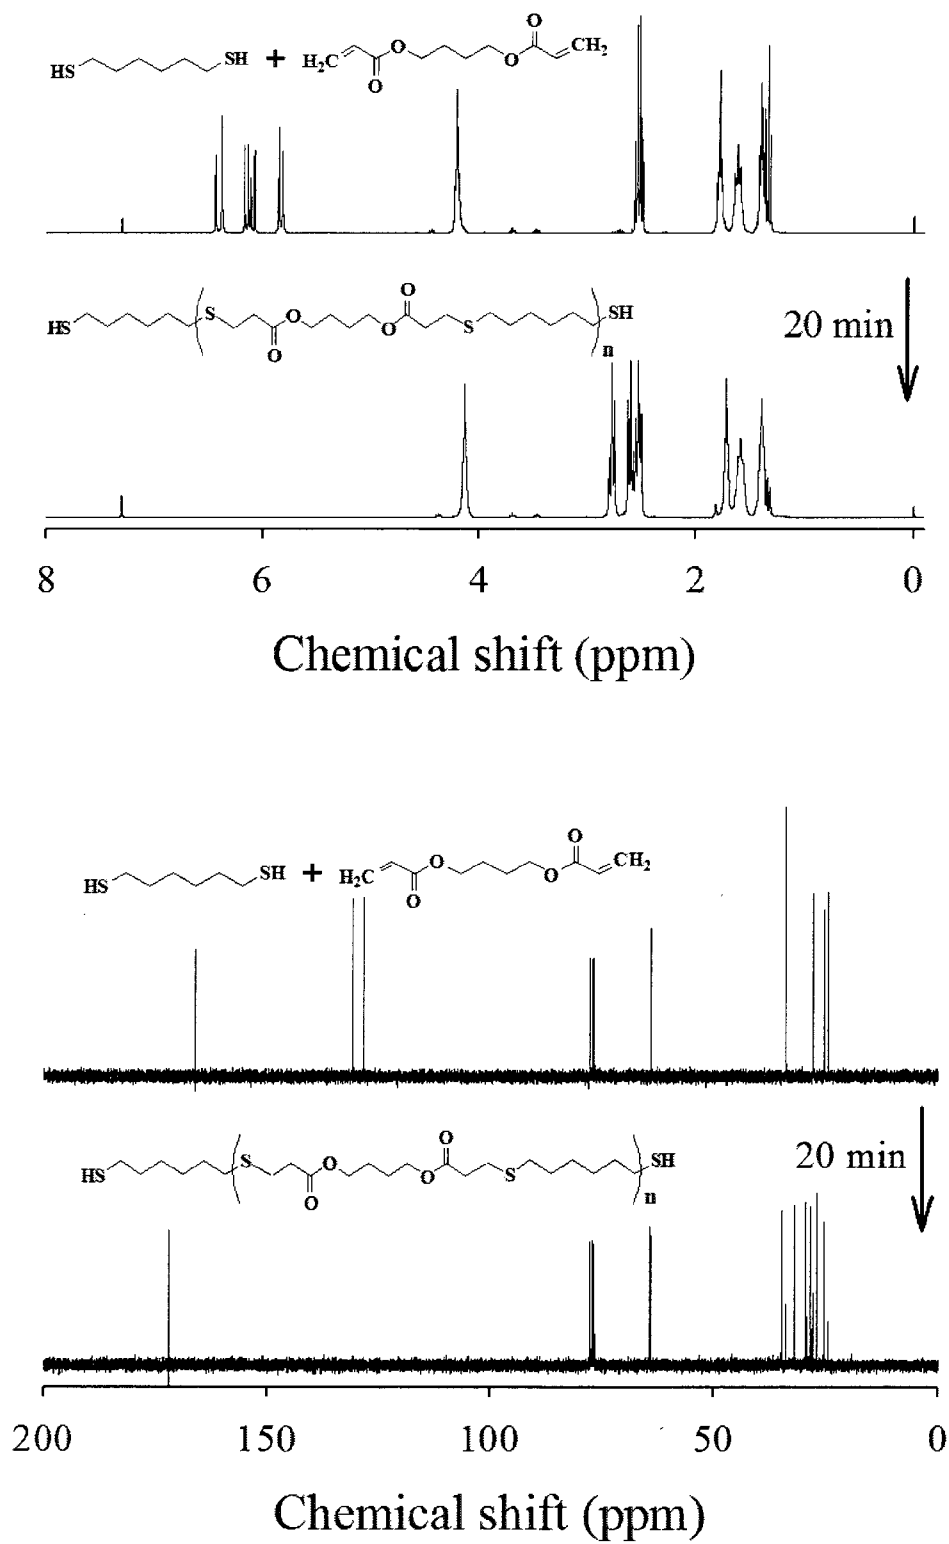 O
HS SH + H₂C O O CH₂
O
O
HS S O O S SH
O
n
20 min
8 6 4 2 0
Chemical shift (ppm)
O
HS SH + H₂C O O CH₂
O
O
HS S O O S SH
O
n
20 min
200 150 100 50 0
Chemical shift (ppm)